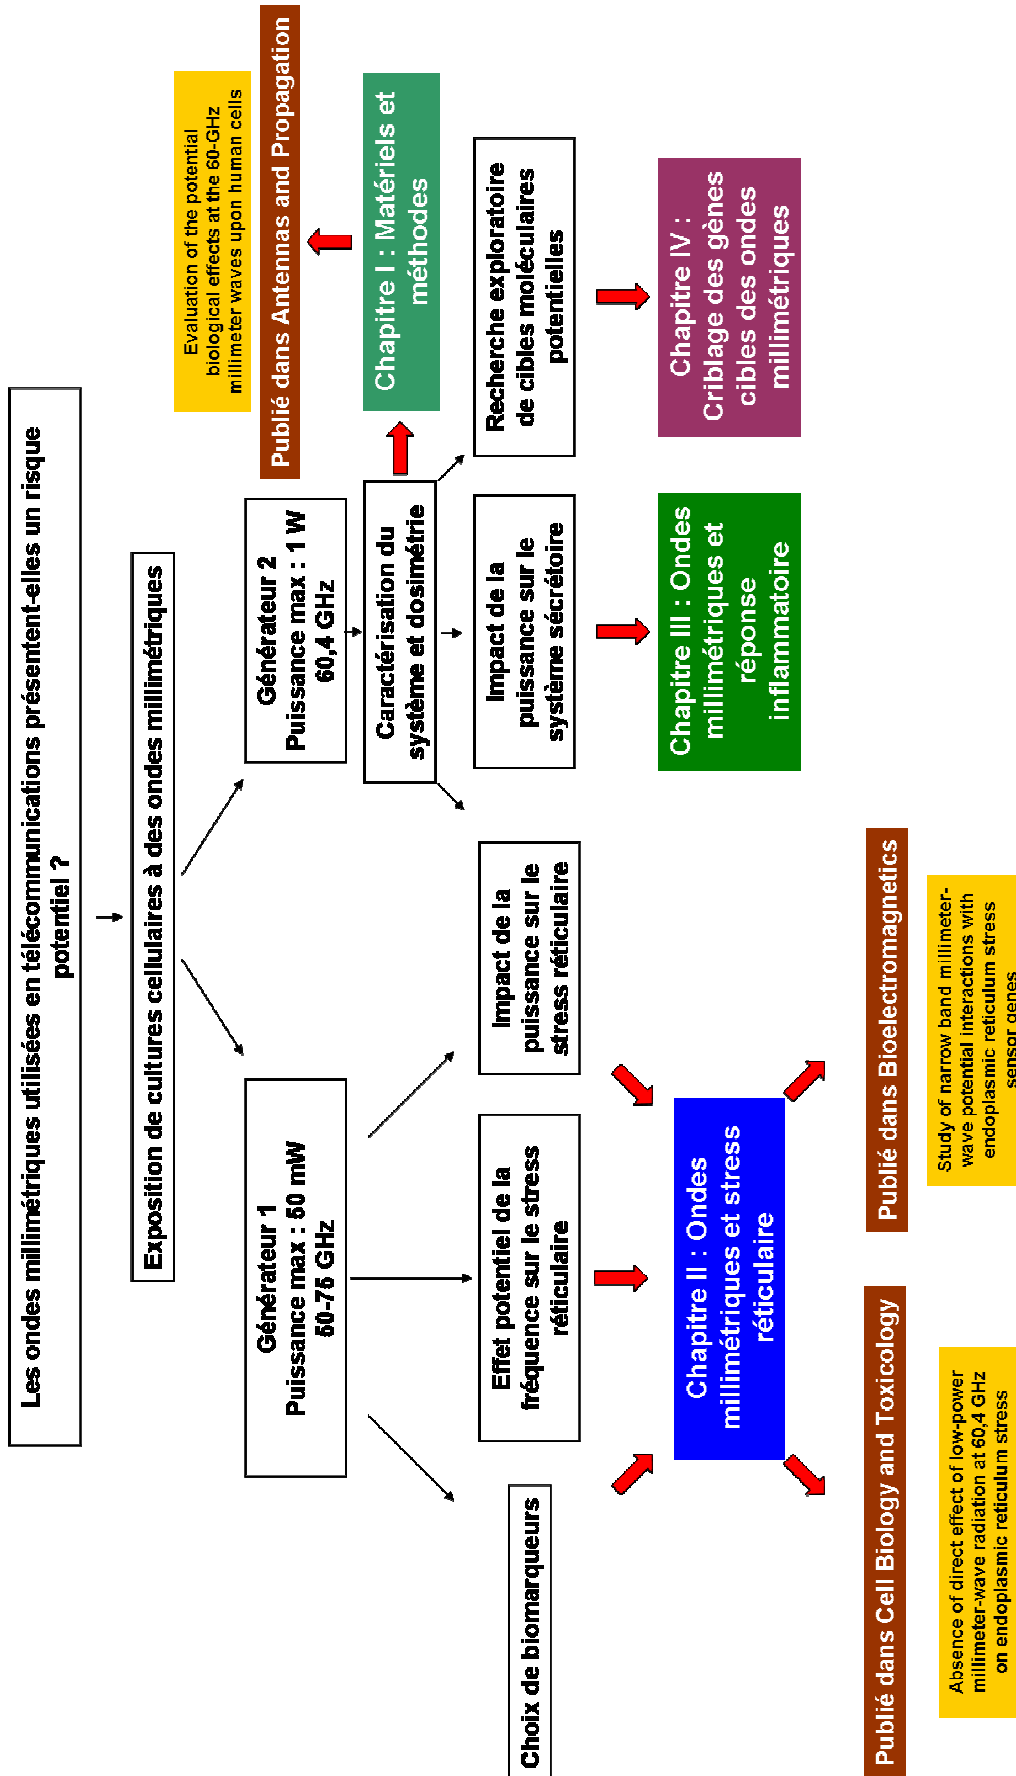 Les ondes millimétriques utilisées en télécommunications présentent-elles un risque
potentiel ?
Exposition de cultures cellulaires à des ondes millimétriques
Générateur 1
Puissance max : 50 mW
50-75 GHz
Générateur 2
Puissance max : 1 W
60,4 GHz
Evaluation of the potential
biological effects at the 60-GHz
millimeter waves upon human cells
Publié dans Antennas and Propagation
Caractérisation du
système et dosimétrie
Chapitre I : Matériels et
méthodes
Choix de biomarqueurs
Effet potentiel de la
fréquence sur le stress
réticulaire
Impact de la
puissance sur le
stress réticulaire
Impact de la
puissance sur le
système sécrétoire
Recherche exploratoire
de cibles moléculaires
potentielles
Chapitre II : Ondes
millimétriques et stress
réticulaire
Chapitre III : Ondes
millimétriques et
réponse
inflammatoire
Chapitre IV :
Criblage des gènes
cibles des ondes
millimétriques
Publié dans Cell Biology and Toxicology
Publié dans Bioelectromagnetics
Absence of direct effect of low-power
millimeter-wave radiation at 60,4 GHz
on endoplasmic reticulum stress
Study of narrow band millimeter-
wave potential interactions with
endoplasmic reticulum stress
sensor genes